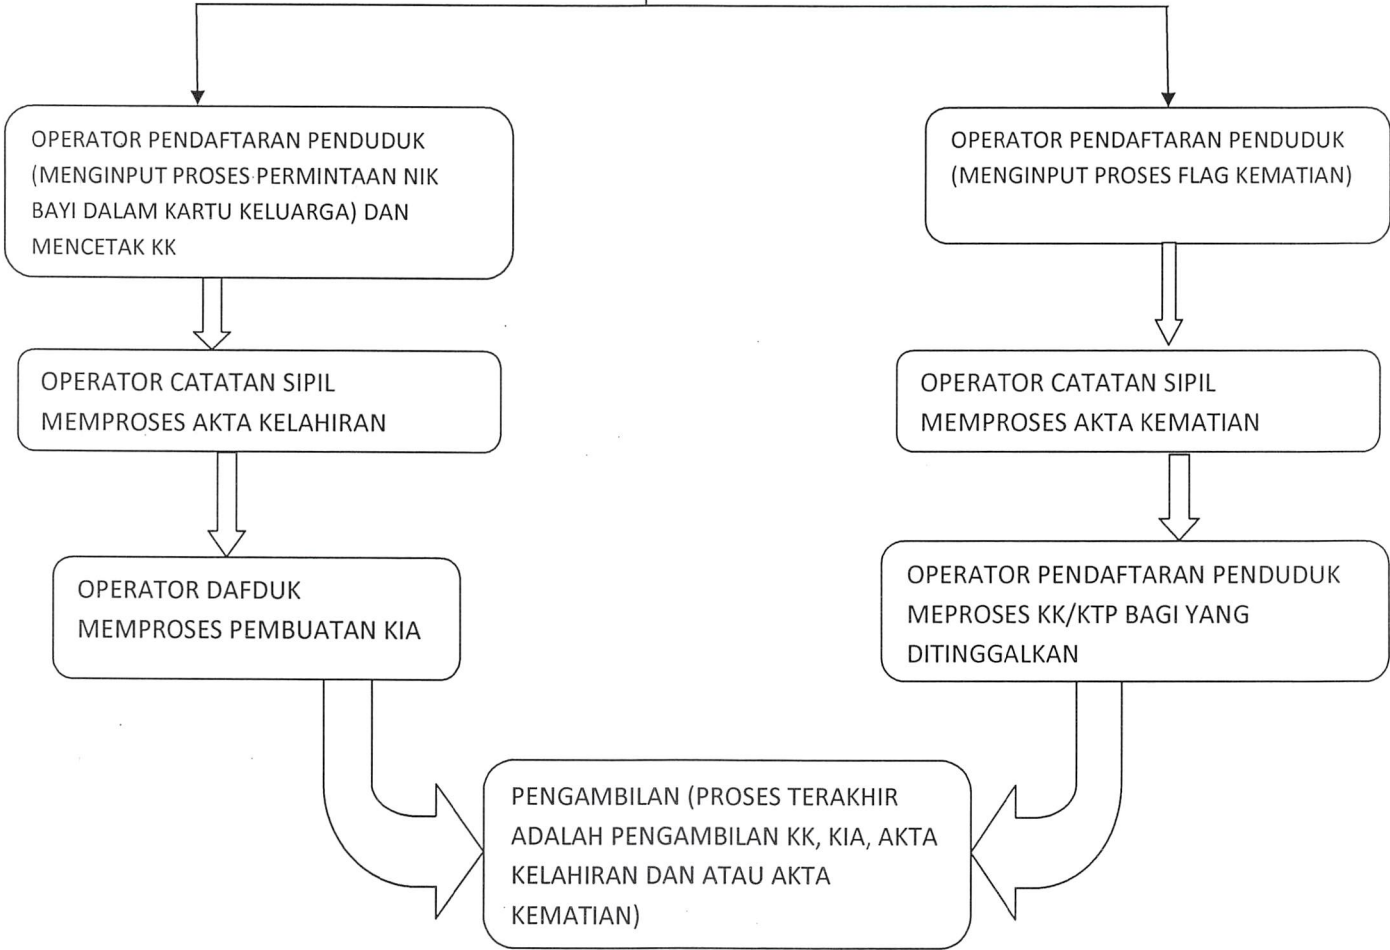 OPERATOR PENDAFTARAN PENDUDUK
(MENGINPUT PROSES PERMINTAAN NIK
BAYI DALAM KARTU KELUARGA) DAN
MENCETAK KK
OPERATOR CATATAN SIPIL
MEMPROSES AKTA KELAHIRAN
OPERATOR DAFDUK
MEMPROSES PEMBUATAN KIA
OPERATOR PENDAFTARAN PENDUDUK
(MENGINPUT PROSES FLAG KEMATIAN)
OPERATOR CATATAN SIPIL
MEMPROSES AKTA KEMATIAN
OPERATOR PENDAFTARAN PENDUDUK
MEPROSES KK/KTP BAGI YANG
DITINGGALKAN
PENGAMBILAN (PROSES TERAKHIR
ADALAH PENGAMBILAN KK, KIA, AKTA
KELAHIRAN DAN ATAU AKTA
KEMATIAN)